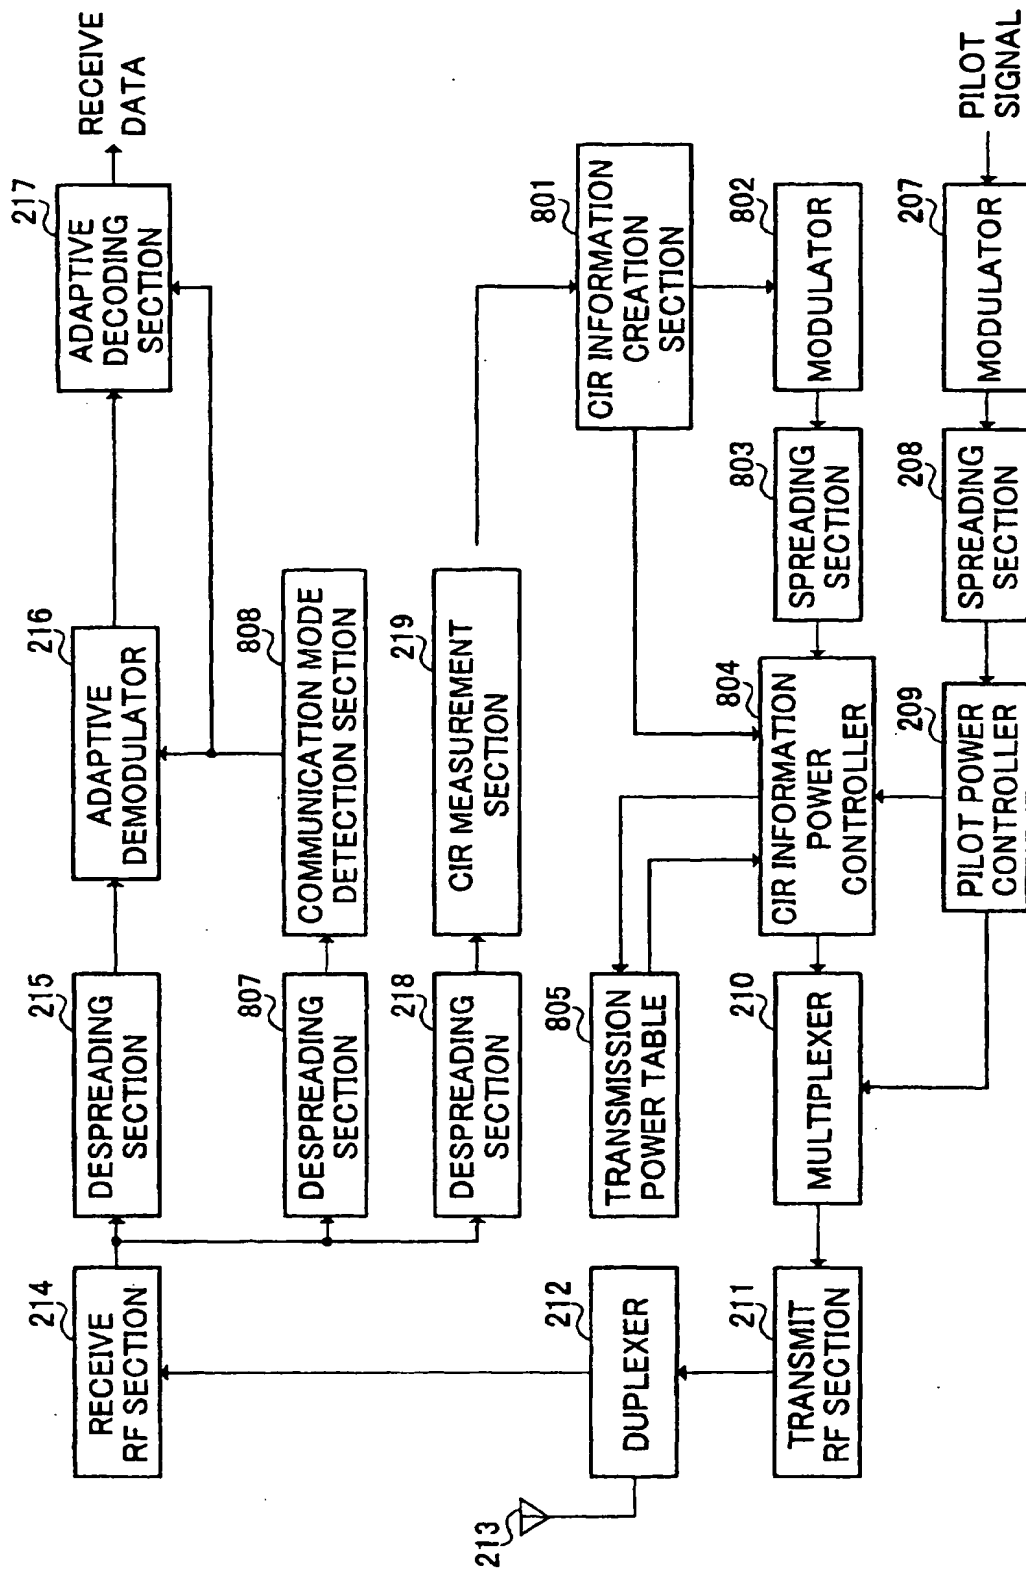 214
RECEIVE
RF SECTION
215
DESPREADING
SECTION
216
ADAPTIVE
DEMODULATOR
217
ADAPTIVE
DECODING
SECTION
RECEIVE
DATA
807
DESPREADING
SECTION
808
COMMUNICATION MODE
DETECTION SECTION
218
DESPREADING
SECTION
219
CIR MEASUREMENT
SECTION
213
212
DUPLEXER
805
TRANSMISSION
POWER TABLE
801
CIR INFORMATION
CREATION
SECTION
211
TRANSMIT
RF SECTION
210
MULTIPLEXER
804
CIR INFORMATION
POWER
CONTROLLER
803
SPREADING
SECTION
802
MODULATOR
209
PILOT POWER
CONTROLLER
208
SPREADING
SECTION
207
MODULATOR
PILOT
SIGNAL